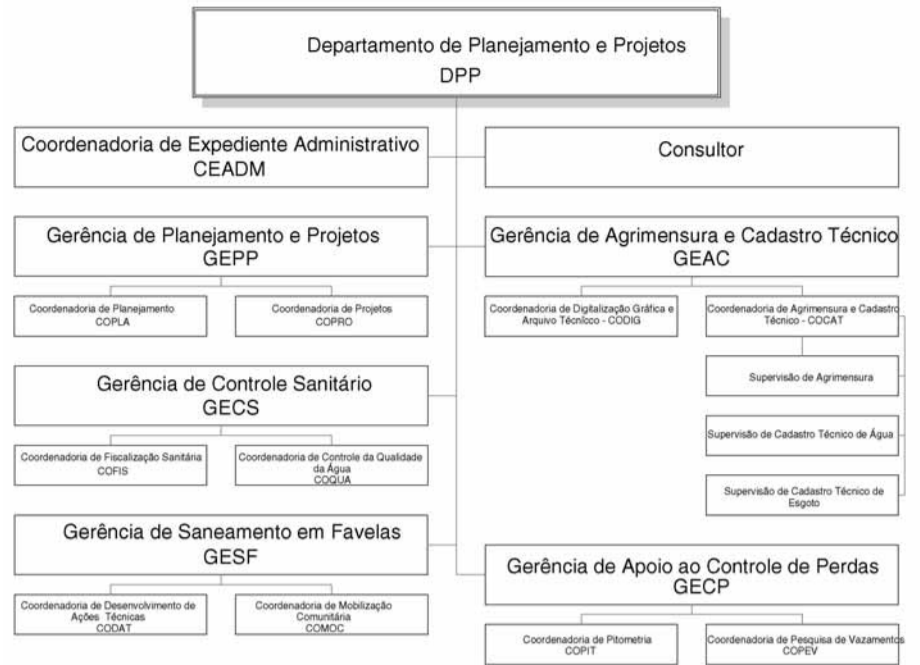 Departamento de Planejamento e Projetos
DPP
Coordenadoria de Expediente Administrativo
CEADM
Consultor
Gerência de Planejamento e Projetos
GEPP
Coordenadoria de Planejamento
COPLA
Coordenadoria de Projetos
COPRO
Gerência de Agrimensura e Cadastro Técnico
GEAC
Coordenadoria de Digitalização Gráfica e
Arquivo Técnícco - CODIG
Coordenadoria de Agrimensura e Cadastro
Técnico - COCAT
Supervisão de Agrimensura
Supervisão de Cadastro Técnico de Água
Supervisão de Cadastro Técnico de
Esgoto
Gerência de Controle Sanitário
GECS
Coordenadoria de Fiscalização Sanitária
COFIS
Coordenadoria de Controle da Qualidade
da Água
COQUA
Gerência de Saneamento em Favelas
GESF
Coordenadoria de Desenvolvimento de
Ações Técnicas
CODAT
Coordenadoria de Mobilização
Comunitária
COMOC
Gerência de Apoio ao Controle de Perdas
GECP
Coordenadoria de Pitometria
COPIT
Coordenadoria de Pesquisa de Vazamentos
COPEV